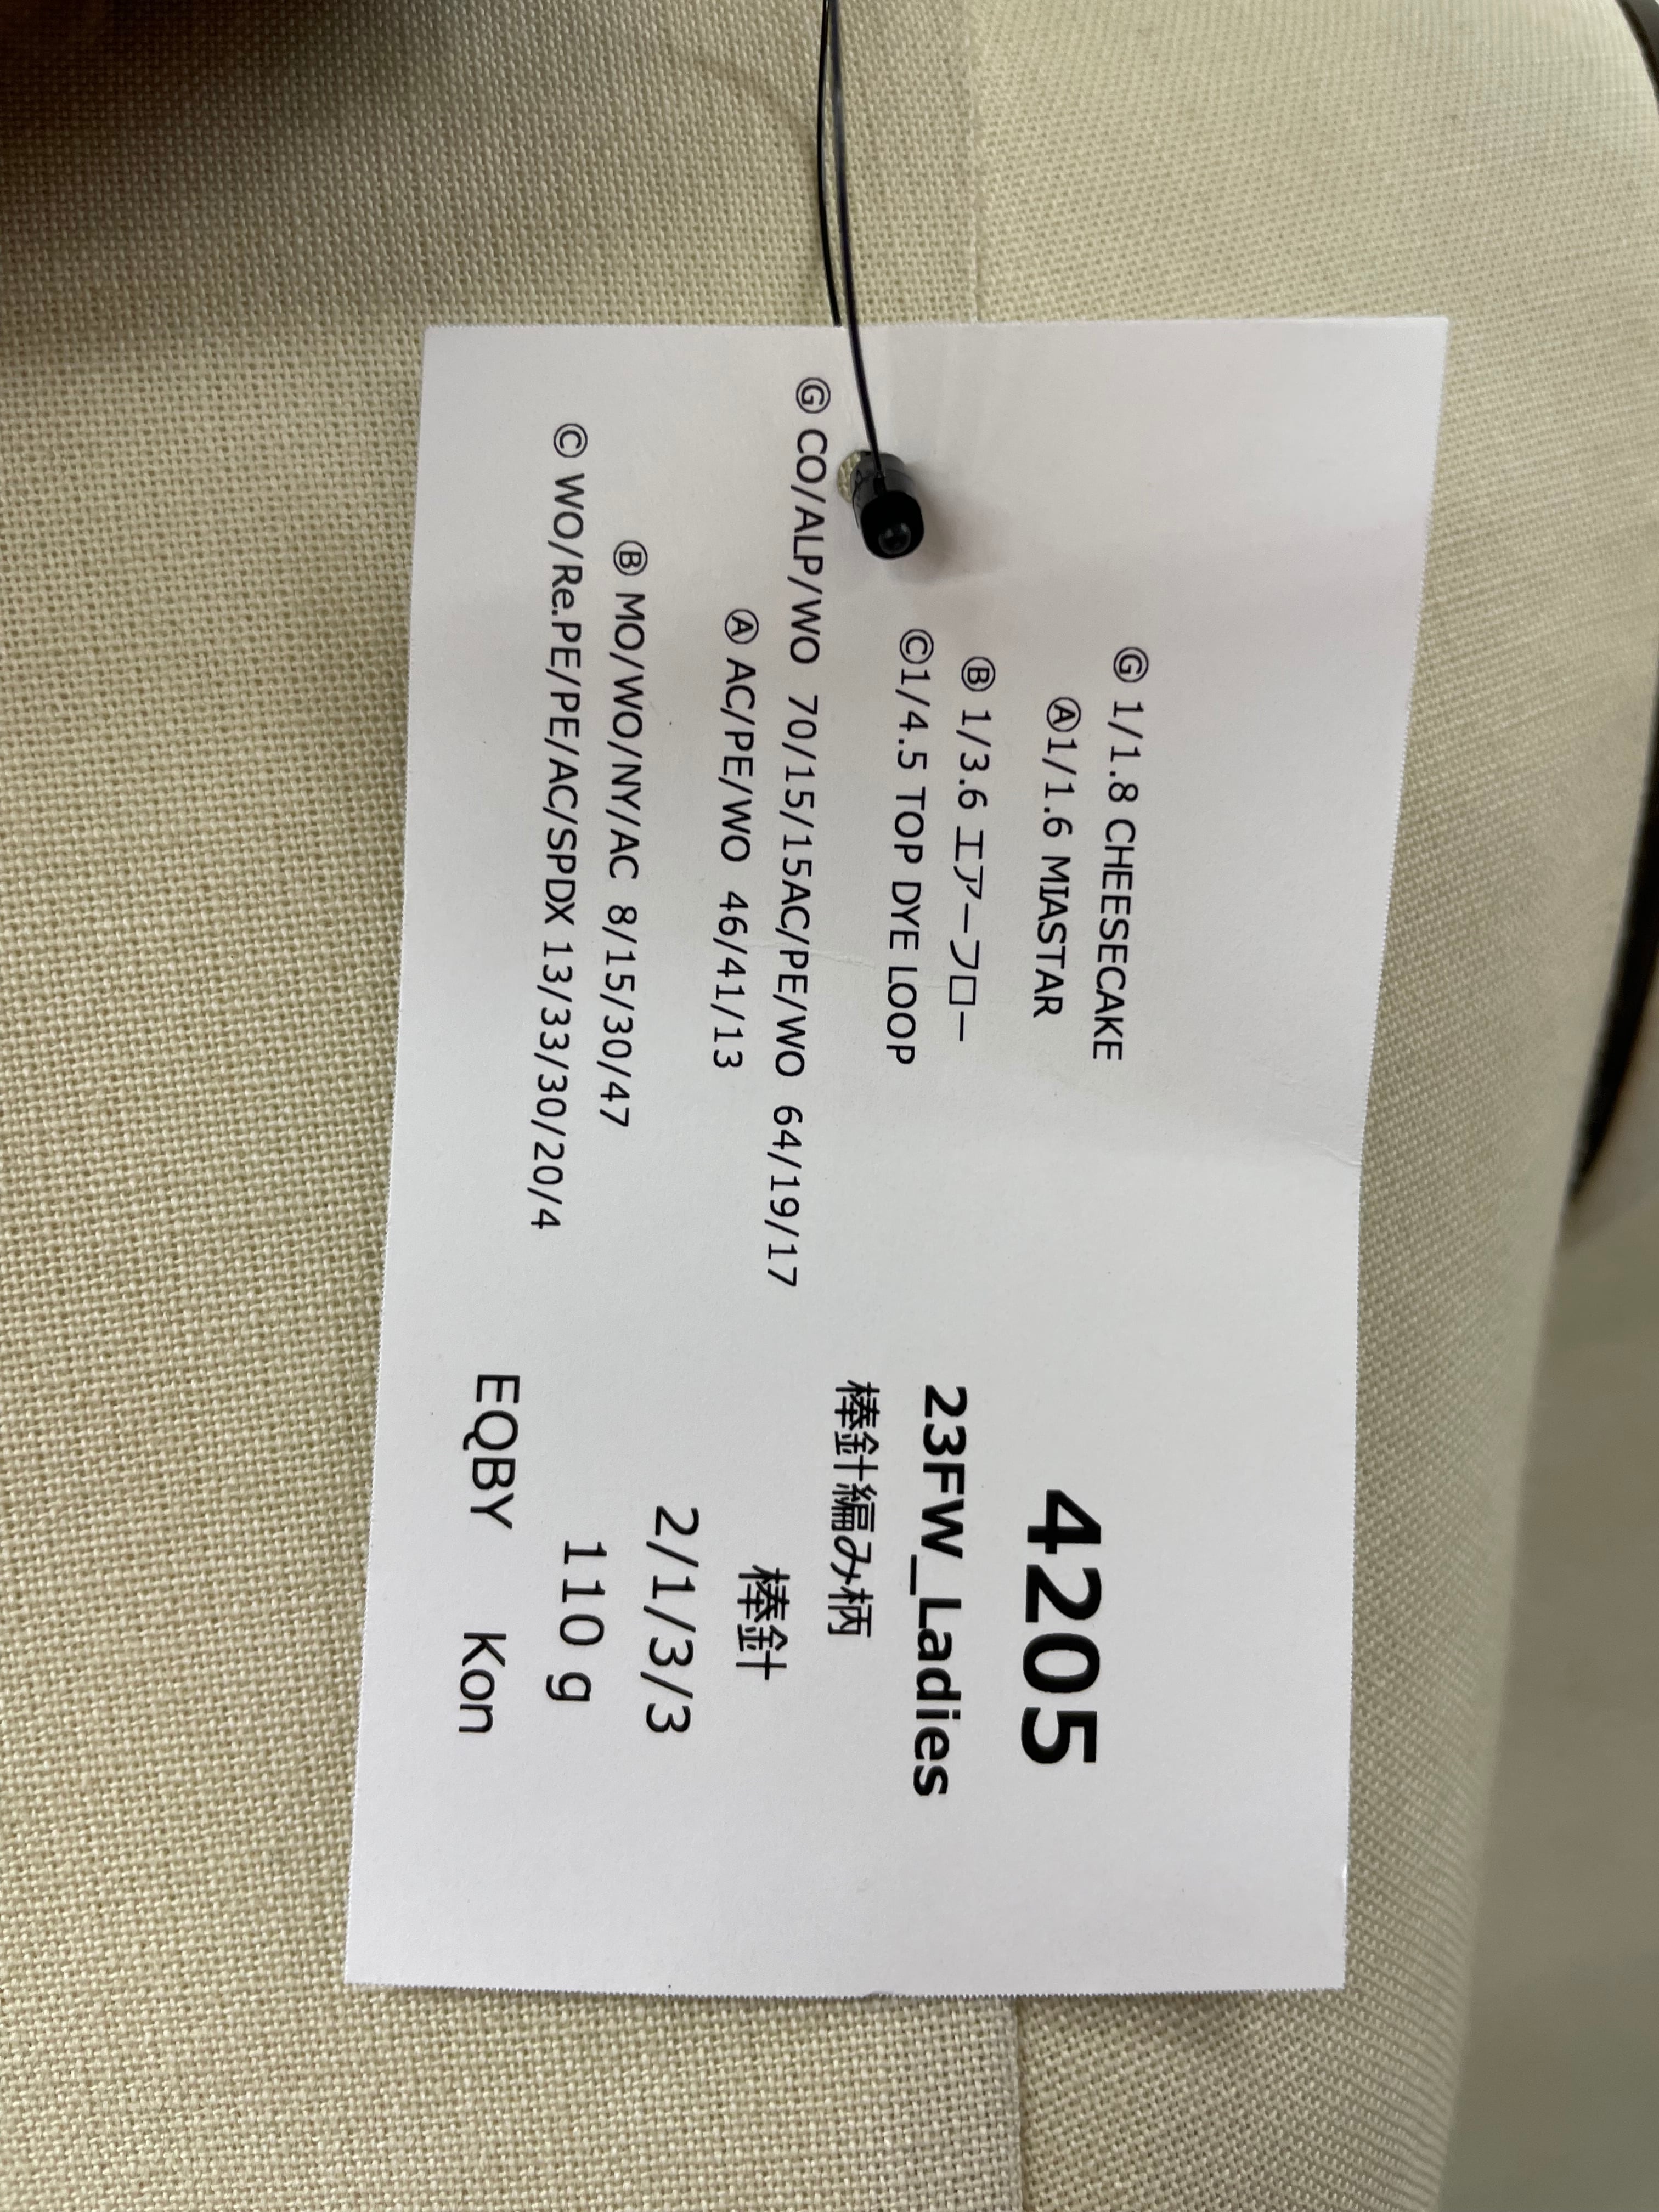 Ⓖ 1/1.8 CHEESECAKE
Ⓐ1/1.6 MIASTAR
Ⓑ 1/3.6 エアーフロー
Ⓒ1/4.5 TOP DYE LOOP
Ⓖ CO/ALP/WO 70/15/15AC/PE/WO 64/19/17
Ⓐ AC/PE/WO 46/41/13
Ⓑ MO/WO/NY/AC 8/15/30/47
Ⓒ WO/Re.PE/PE/AC/SPDX 13/33/30/20/4
4205
23FW_Ladies
棒針編み柄
棒針
2/1/3/3
110 g
EQBY Kon